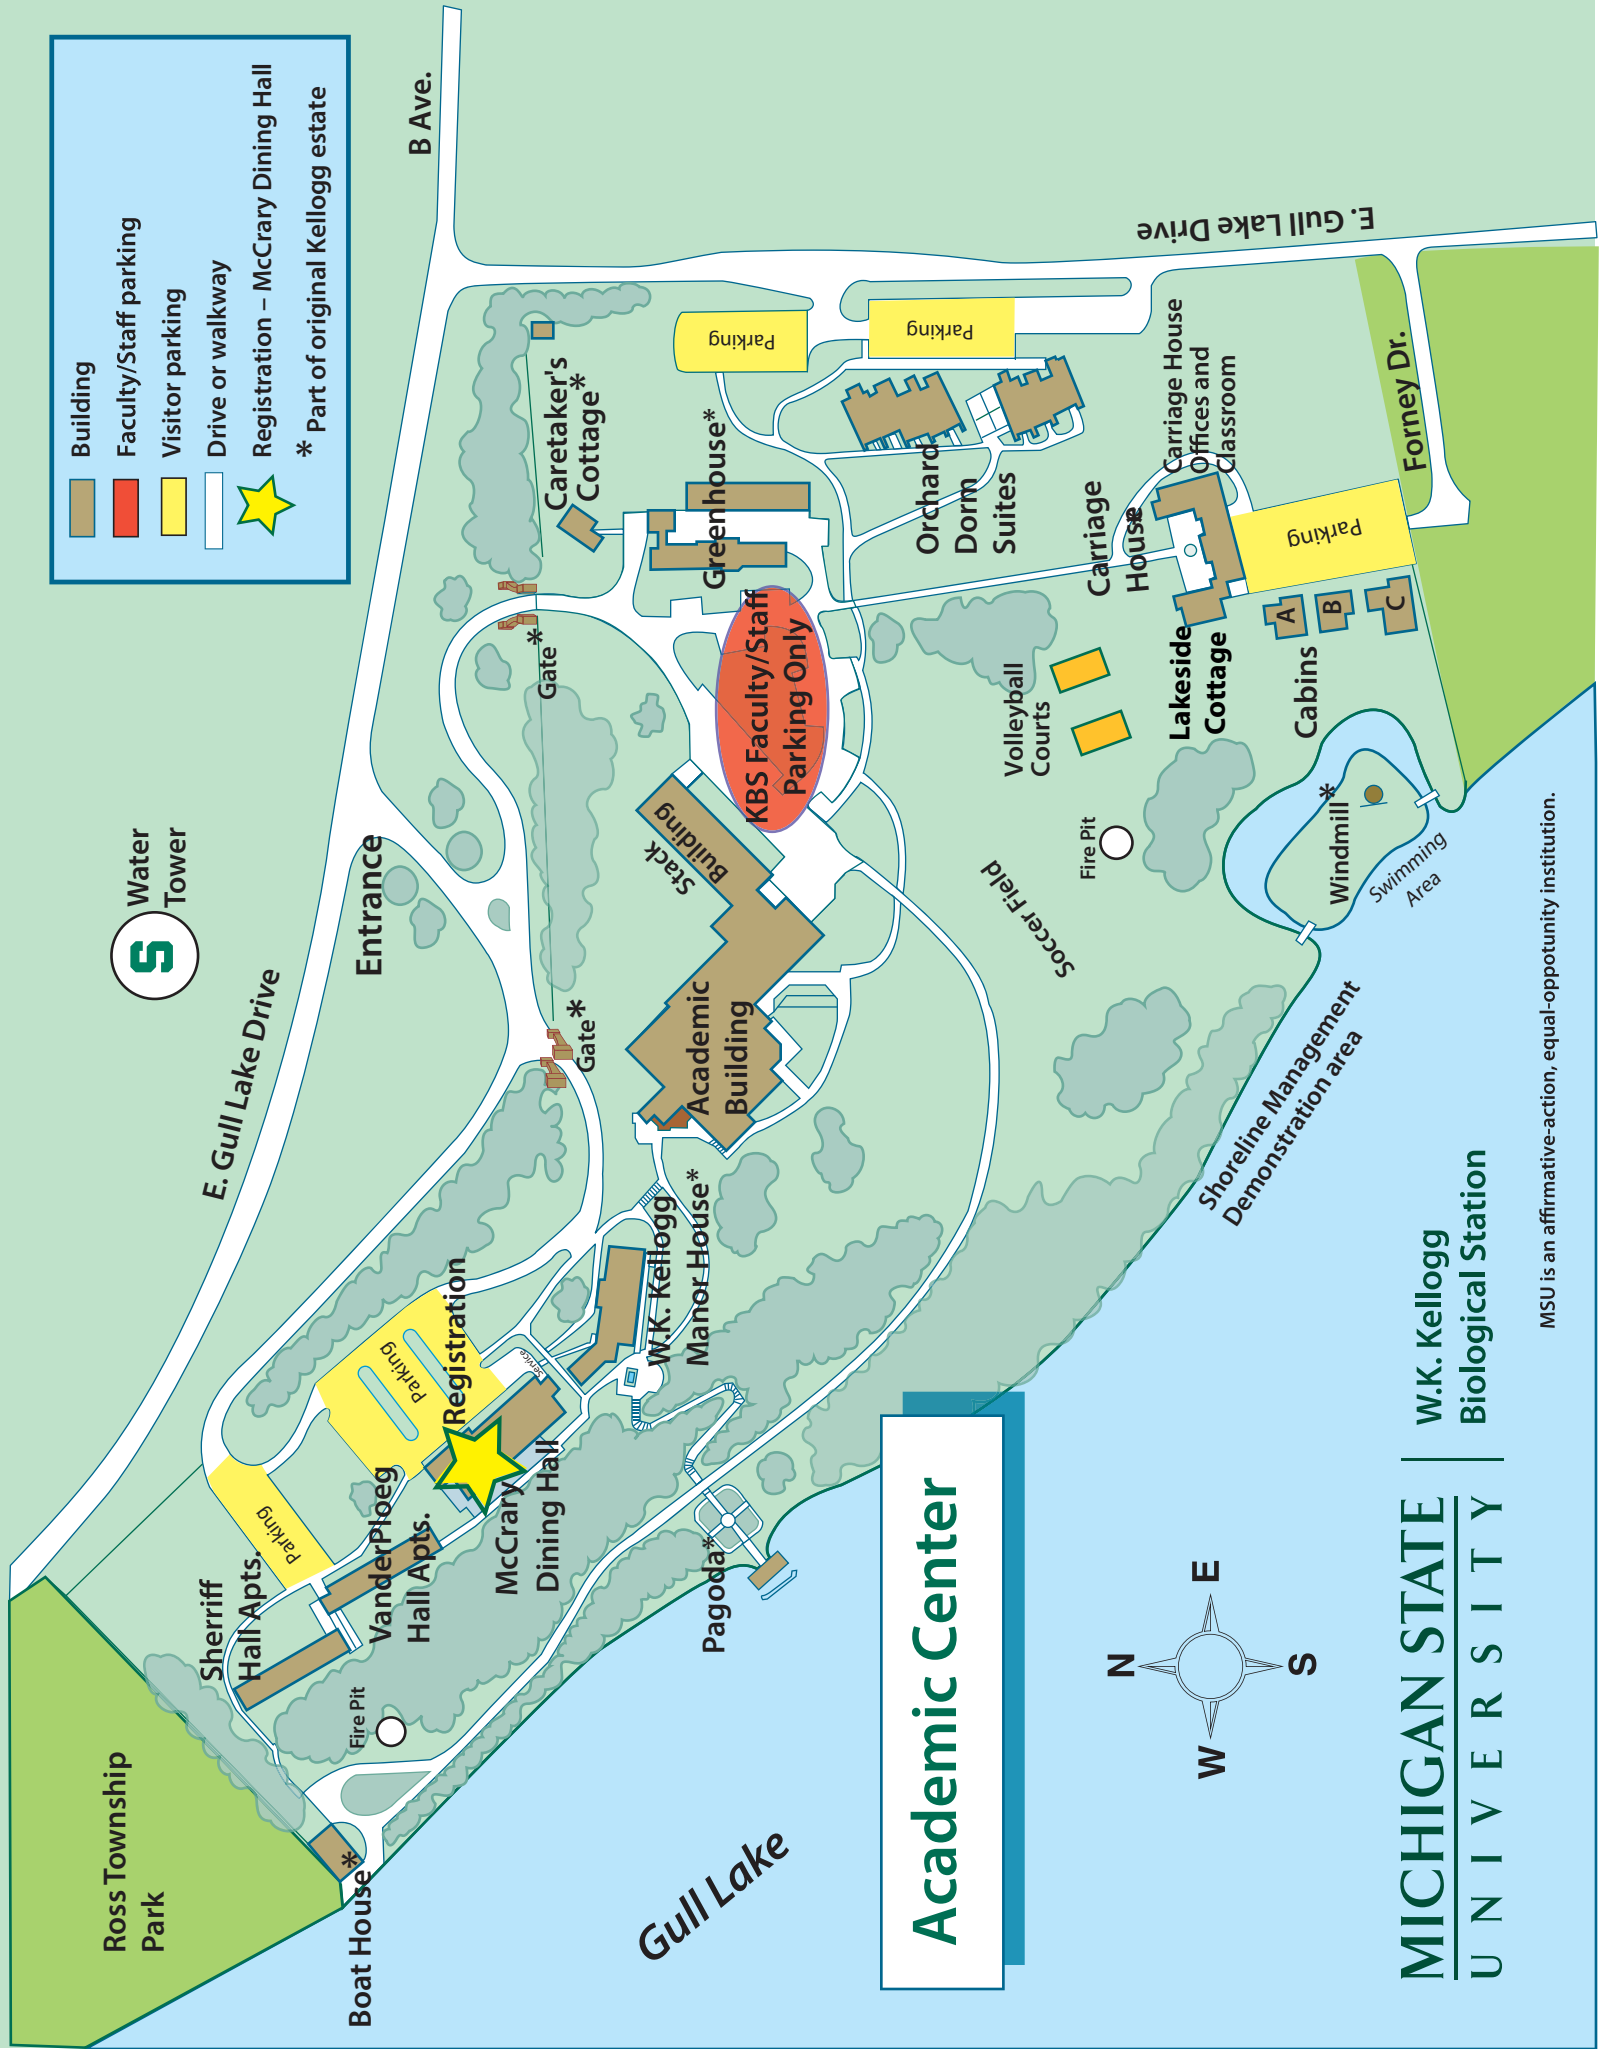 Building
Faculty/Staff parking
Visitor parking
Drive or walkway
Registration – McCrary Dining Hall
* Part of original Kellogg estate
B Ave.
E. Gull Lake Drive
Water
Tower
S
Entrance
E. Gull Lake Drive
Caretaker's
Cottage*
Gate*
Gate*
Greenhouse*
Parking
Parking
KBS Faculty/Staff
Parking Only
Stack
Building
Academic
Building
Orchard
Dorm
Suites
Carriage
House*
Carriage House
Offices and
Classroom
Parking
Forney Dr.
Lakeside
Cottage
A
B
C
Cabins
Volleyball
Courts
Fire Pit
Soccer Field
Windmill*
Swimming
Area
Shoreline Management
Demonstration area
Registration
Parking
Service
W.K. Kellogg
Manor House*
McCrary
Dining Hall
Parking
VanderPloeg
Hall Apts.
Sherriff
Hall Apts.
Fire Pit
Pagoda*
Ross Township
Park
Boat House*
Gull Lake
Academic Center
N
E
S
W
MICHIGAN STATE
UNIVERSITY
W.K. Kellogg
Biological Station
MSU is an affirmative-action, equal-oppotunity institution.